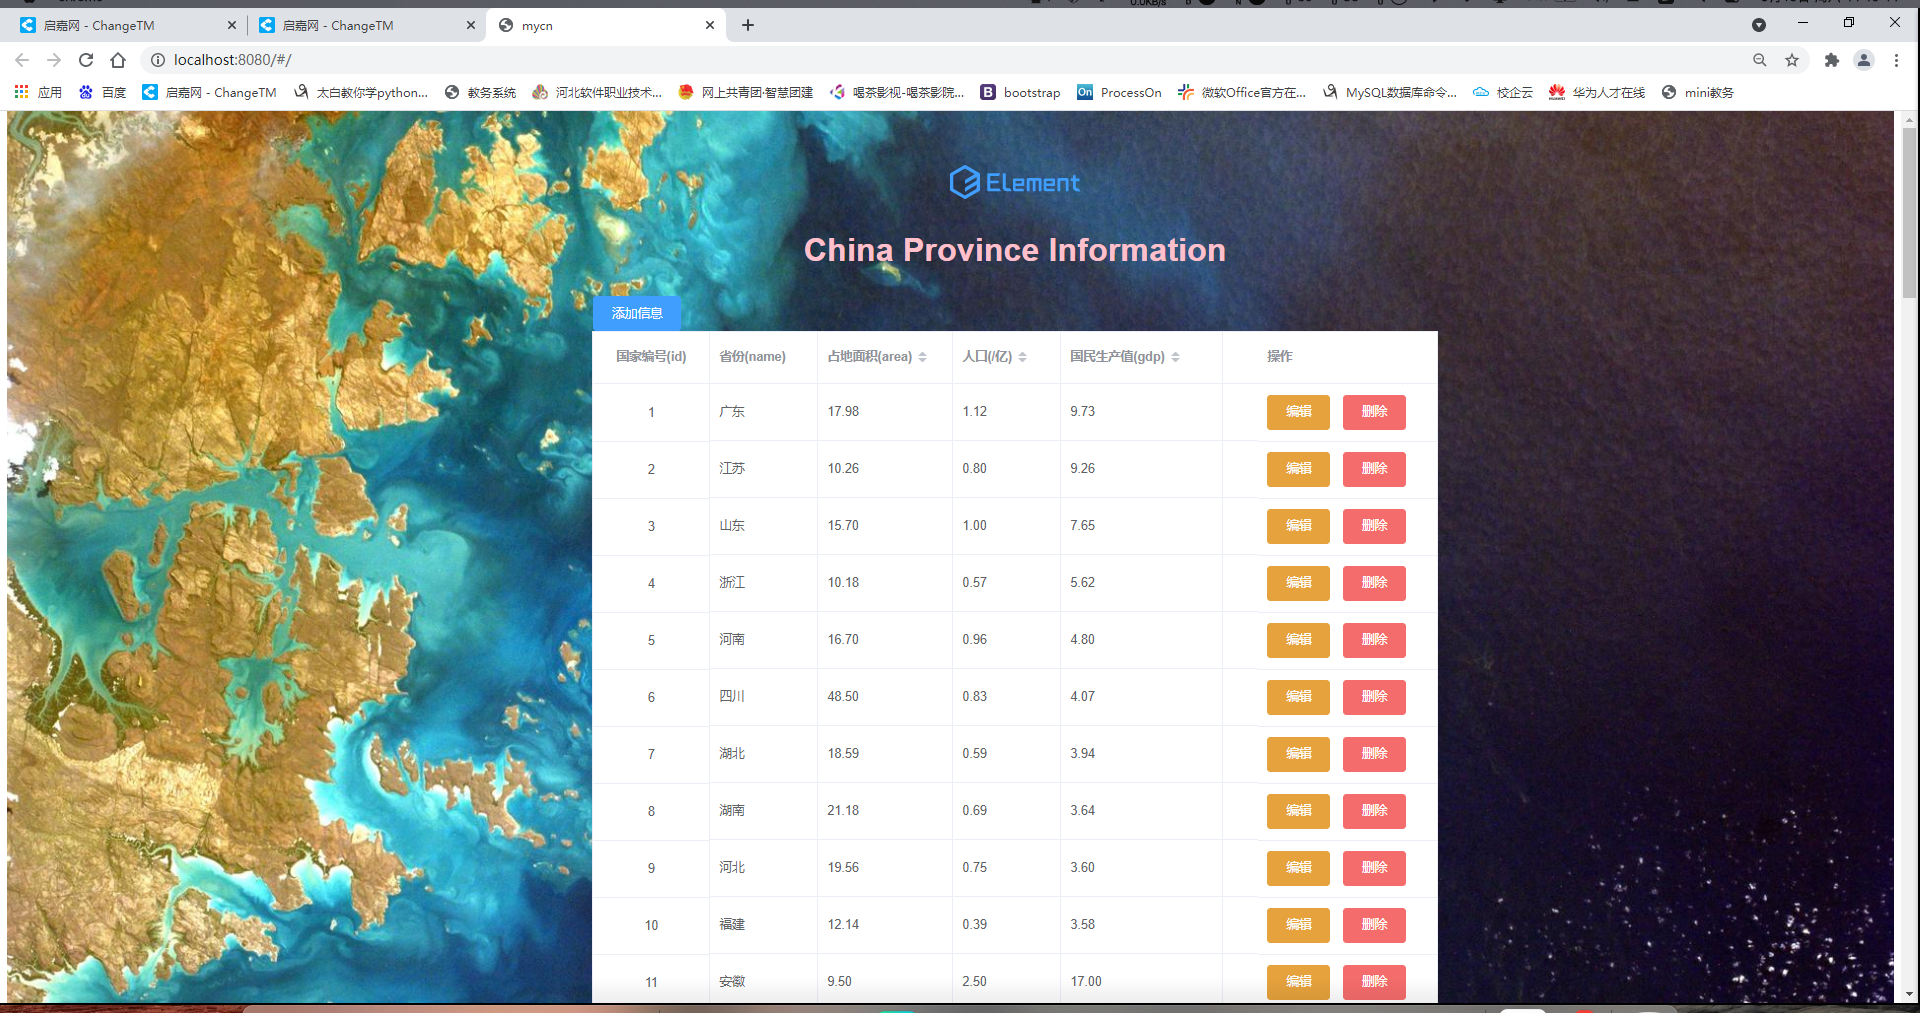 启嘉网 - ChangeTM
启嘉网 - ChangeTM
mycn
localhost:8080/#/
应用
百度
启嘉网 - ChangeTM
太白教你学python...
教务系统
河北软件职业技术...
网上共青团·智慧团建
喝茶影视-喝茶影院...
bootstrap
ProcessOn
微软Office官方在...
MySQL数据库命令...
校企云
华为人才在线
mini教务
Element
China Province Information
添加信息
国家编号(id) 省份(name) 占地面积(area) 人口(/亿) 国民生产值(gdp) 操作
1 广东 17.98 1.12 9.73 编辑 删除
2 江苏 10.26 0.80 9.26 编辑 删除
3 山东 15.70 1.00 7.65 编辑 删除
4 浙江 10.18 0.57 5.62 编辑 删除
5 河南 16.70 0.96 4.80 编辑 删除
6 四川 48.50 0.83 4.07 编辑 删除
7 湖北 18.59 0.59 3.94 编辑 删除
8 湖南 21.18 0.69 3.64 编辑 删除
9 河北 19.56 0.75 3.60 编辑 删除
10 福建 12.14 0.39 3.58 编辑 删除
11 安徽 9.50 2.50 17.00 编辑 删除